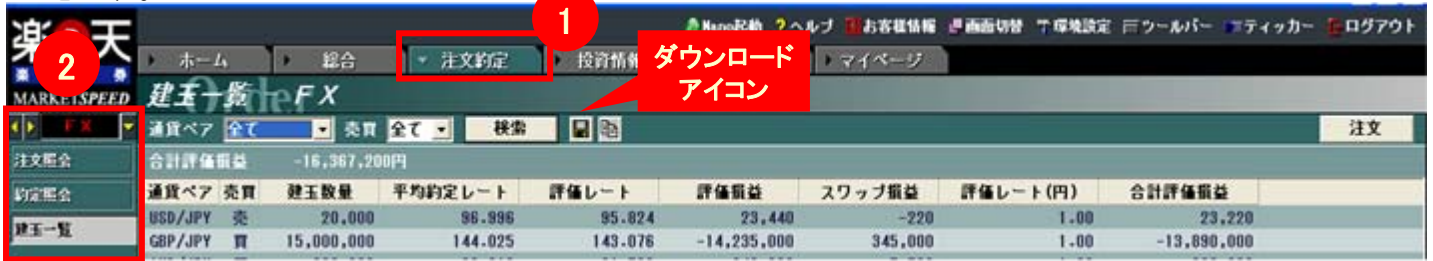 楽天
楽 券
MARKETSPEED
Nano起動 ヘルプ お客様情報 画面切替 環境設定 ツールバー ティッカー ログアウト
1
2
ホーム 総合 注文約定 投資情報 マイページ
ダウンロード
アイコン
Order
建玉一覧 FX
FX
通貨ペア 全て 売買 全て 検索 注文
注文照会
約定照会
建玉一覧
合計評価損益 -16,367,200円
通貨ペア 売買 建玉数量 平均約定レート 評価レート 評価損益 スワップ損益 評価レート(円) 合計評価損益
USD/JPY 売 20,000 96.996 95.824 23,440 -220 1.00 23,220
GBP/JPY 買 15,000,000 144.025 143.076 -14,235,000 345,000 1.00 -13,890,000